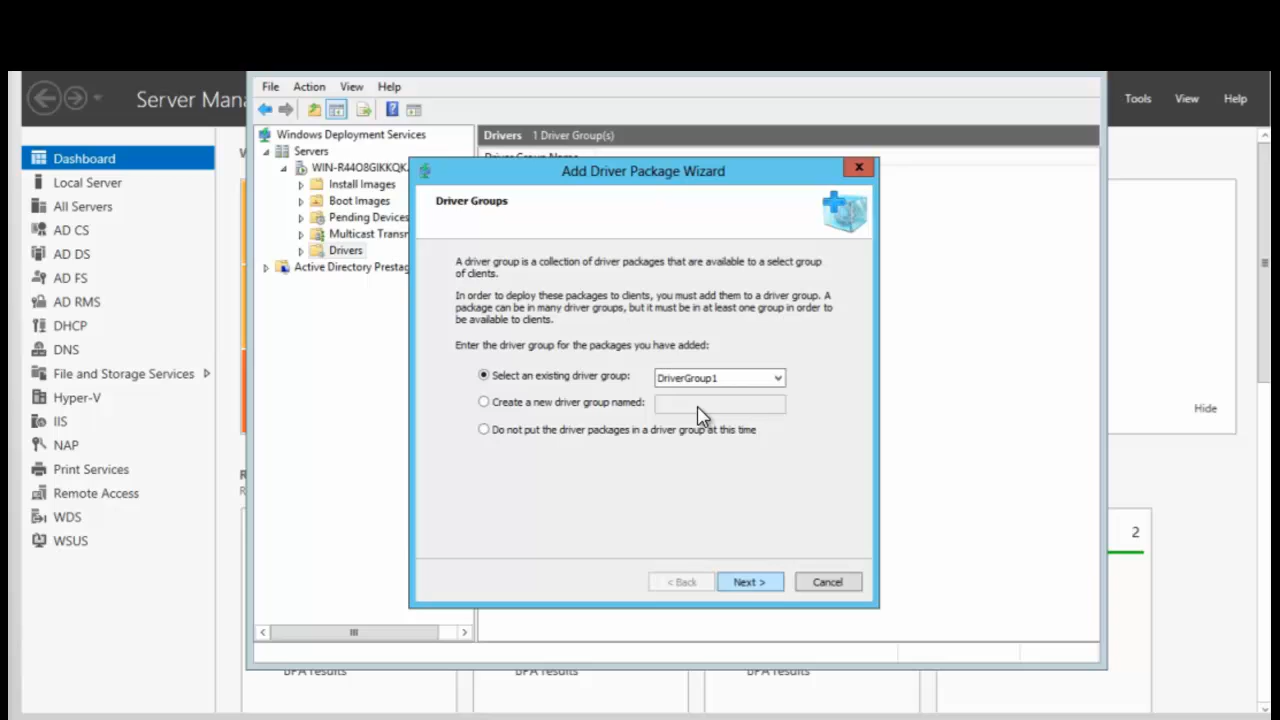 File Action View Help
Server Mana
Tools View Help
Windows Deployment Services
Servers
WIN-R44O8GIKKQK.
Install Images
Boot Images
Pending Devices
Multicast Transm
Drivers
Active Directory Prestag
Drivers 1 Driver Group(s)
Dashboard
Local Server
All Servers
AD CS
AD DS
AD FS
AD RMS
DHCP
DNS
File and Storage Services
Hyper-V
IIS
NAP
Print Services
Remote Access
WDS
WSUS
Add Driver Package Wizard
Driver Groups
A driver group is a collection of driver packages that are available to a select group
of clients.
In order to deploy these packages to clients, you must add them to a driver group. A
package can be in many driver groups, but it must be in at least one group in order to
be available to clients.
Enter the driver group for the packages you have added:
Select an existing driver group: DriverGroup1
Create a new driver group named:
Do not put the driver packages in a driver group at this time
< Back Next > Cancel
Hide
2
BPA results BPA results BPA results